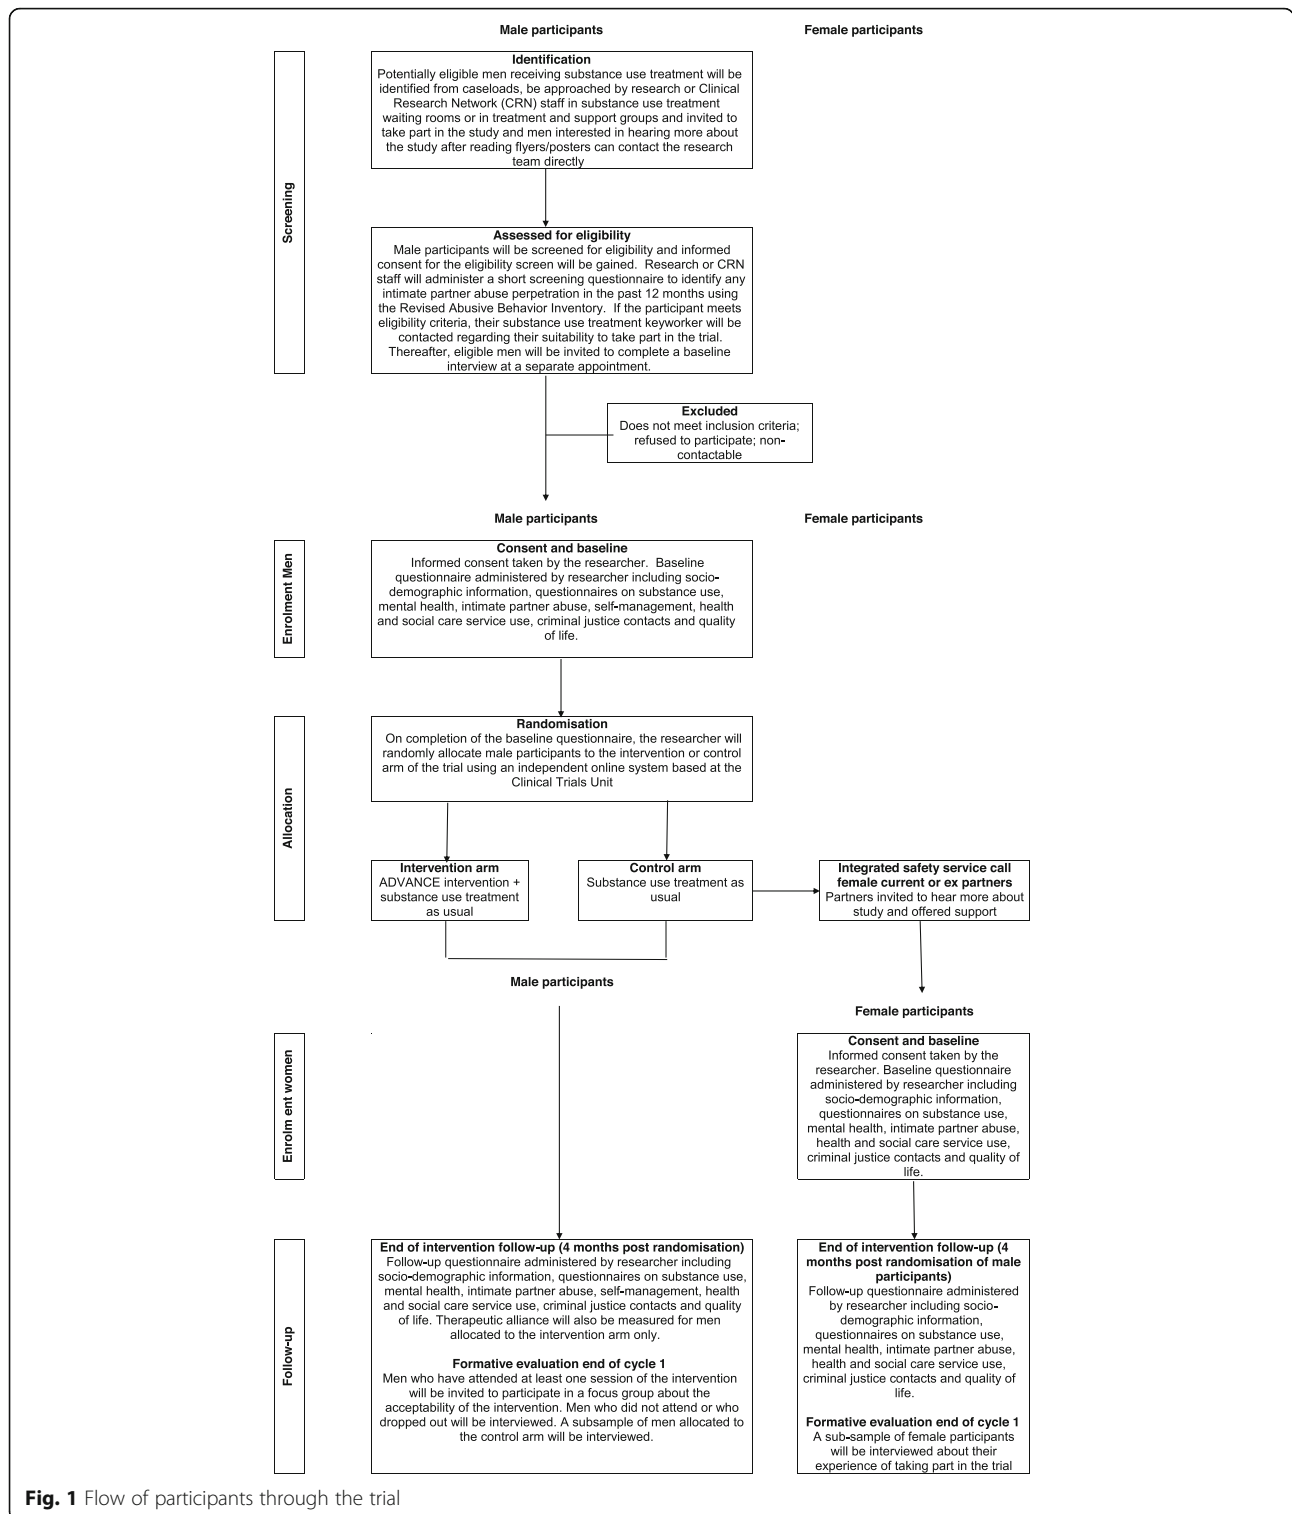 Male participants
Female participants
Screening
Identification
Potentially eligible men receiving substance use treatment will be
identified from caseloads, be approached by research or Clinical
Research Network (CRN) staff in substance use treatment
waiting rooms or in treatment and support groups and invited to
take part in the study and men interested in hearing more about
the study after reading flyers/posters can contact the research
team directly
Assessed for eligibility
Male participants will be screened for eligibility and informed
consent for the eligibility screen will be gained. Research or CRN
staff will administer a short screening questionnaire to identify any
intimate partner abuse perpetration in the past 12 months using
the Revised Abusive Behavior Inventory. If the participant meets
eligibility criteria, their substance use treatment keyworker will be
contacted regarding their suitability to take part in the trial.
Thereafter, eligible men will be invited to complete a baseline
interview at a separate appointment.
Excluded
Does not meet inclusion criteria;
refused to participate; non-
contactable
Male participants
Female participants
Enrolment Men
Consent and baseline
Informed consent taken by the researcher. Baseline
questionnaire administered by researcher including socio-
demographic information, questionnaires on substance use,
mental health, intimate partner abuse, self-management, health
and social care service use, criminal justice contacts and quality
of life.
Allocation
Randomisation
On completion of the baseline questionnaire, the researcher will
randomly allocate male participants to the intervention or control
arm of the trial using an independent online system based at the
Clinical Trials Unit
Intervention arm
ADVANCE intervention +
substance use treatment
as usual
Control arm
Substance use treatment as
usual
Integrated safety service call
female current or ex partners
Partners invited to hear more about
study and offered support
Male participants
Female participants
Enrolm ent women
Consent and baseline
Informed consent taken by the
researcher. Baseline questionnaire
administered by researcher including
socio-demographic information,
questionnaires on substance use,
mental health, intimate partner abuse,
health and social care service use,
criminal justice contacts and quality of
life.
Follow-up
End of intervention follow-up (4 months post randomisation)
Follow-up questionnaire administered by researcher including
socio-demographic information, questionnaires on substance use,
mental health, intimate partner abuse, self-management, health
and social care service use, criminal justice contacts and quality
of life. Therapeutic alliance will also be measured for men
allocated to the intervention arm only.
Formative evaluation end of cycle 1
Men who have attended at least one session of the intervention
will be invited to participate in a focus group about the
acceptability of the intervention. Men who did not attend or who
dropped out will be interviewed. A subsample of men allocated to
the control arm will be interviewed.
End of intervention follow-up (4
months post randomisation of male
participants)
Follow-up questionnaire administered
by researcher including socio-
demographic information,
questionnaires on substance use,
mental health, intimate partner abuse,
health and social care service use,
criminal justice contacts and quality of
life.
Formative evaluation end of cycle 1
A sub-sample of female participants
will be interviewed about their
experience of taking part in the trial
Fig. 1 Flow of participants through the trial